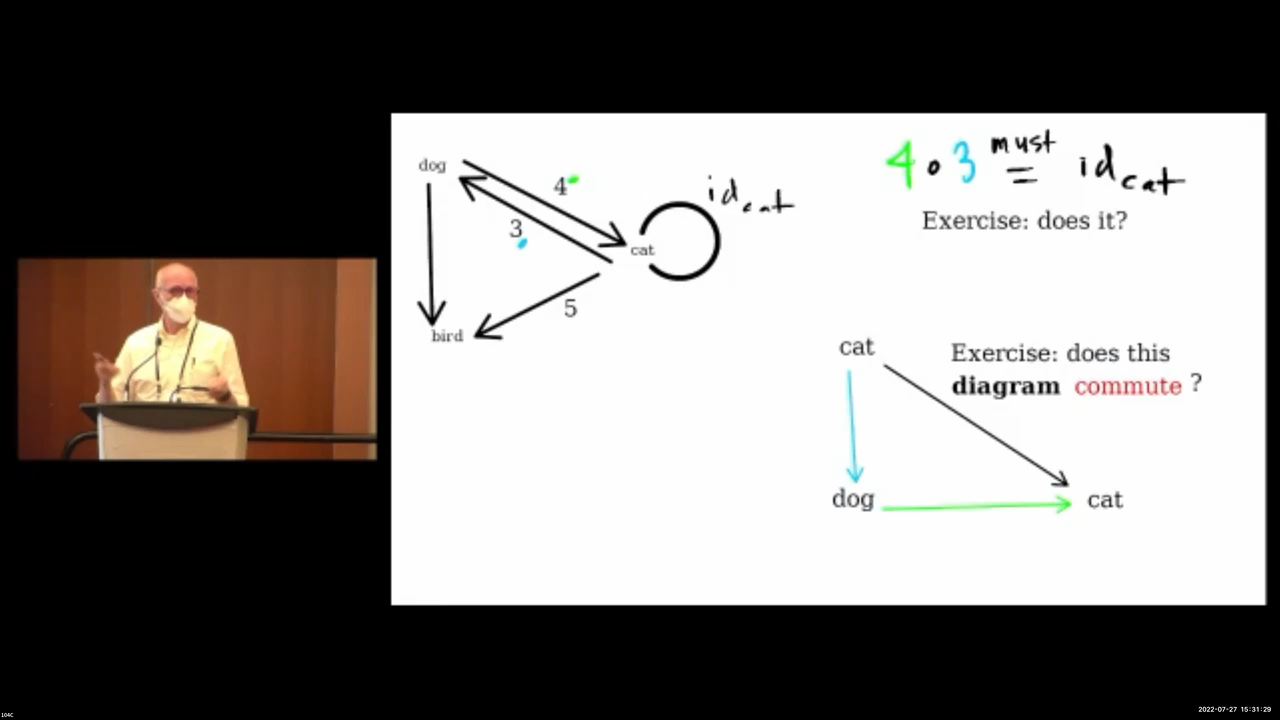 dog
4
3
cat
id cat
5
bird
4 ∘ 3 must = id cat
Exercise: does it?
cat
Exercise: does this
diagram commute ?
dog
cat
104C
2022-07-27 15:31:29